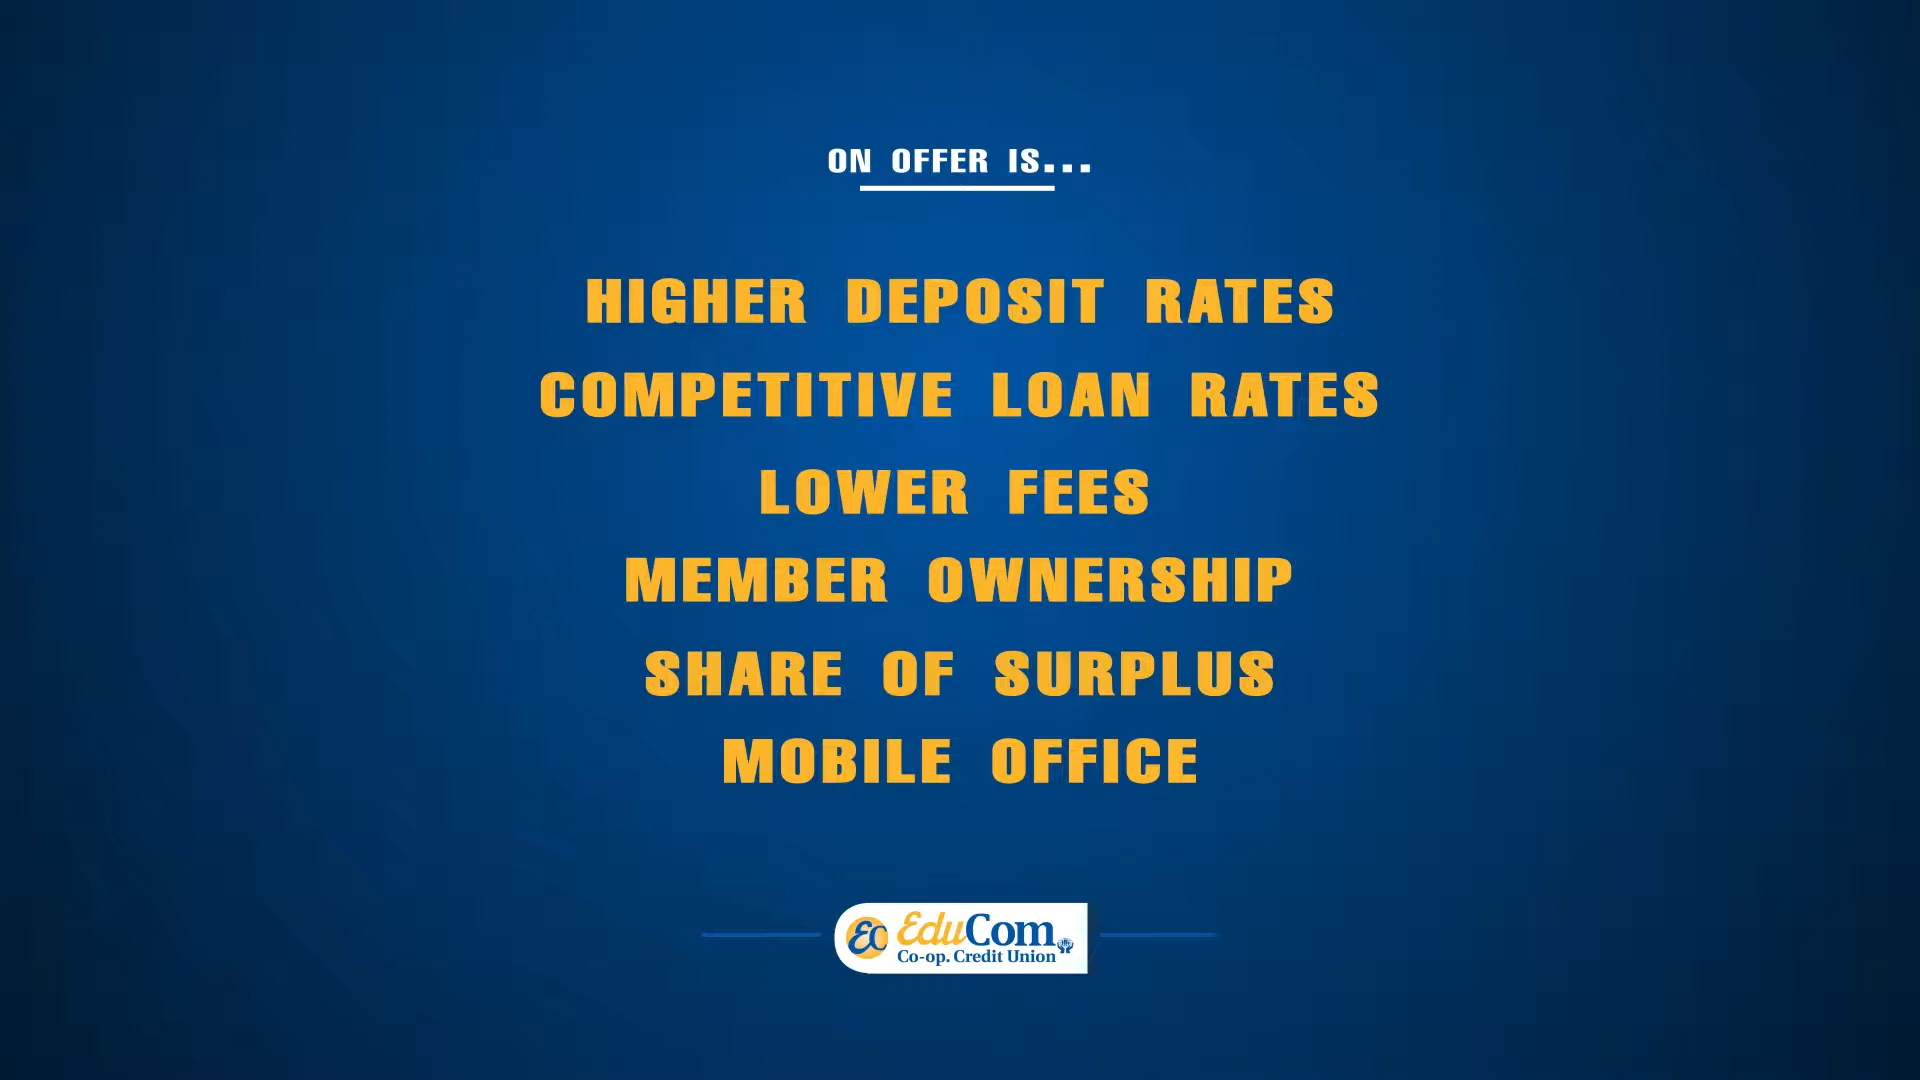 ON OFFER IS...
HIGHER DEPOSIT RATES
COMPETITIVE LOAN RATES
LOWER FEES
MEMBER OWNERSHIP
SHARE OF SURPLUS
MOBILE OFFICE
EC EduCom
Co-op. Credit Union